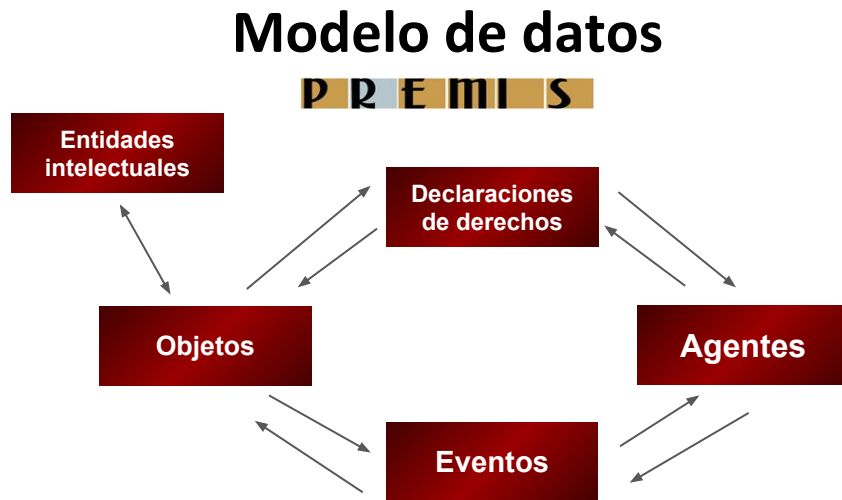 Modelo de datos
PREMIS
Entidades
intelectuales
Declaraciones
de derechos
Objetos
Agentes
Eventos